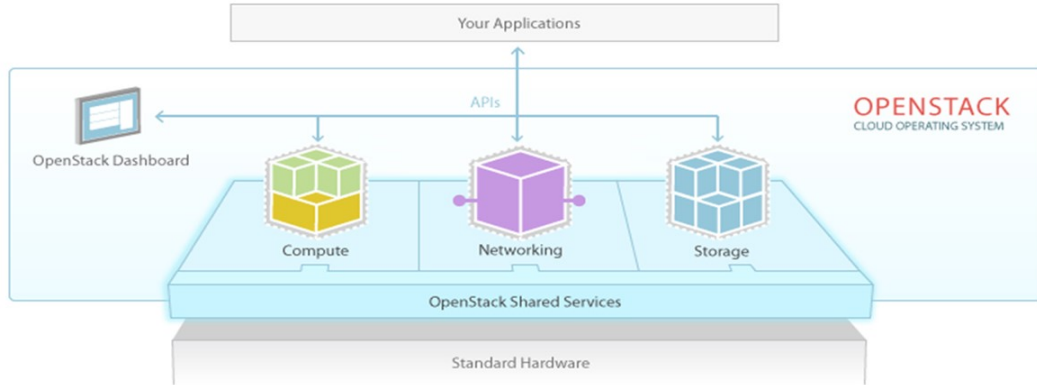 Your Applications
APIs
OPENSTACK
CLOUD OPERATING SYSTEM
OpenStack Dashboard
Compute
Networking
Storage
OpenStack Shared Services
Standard Hardware